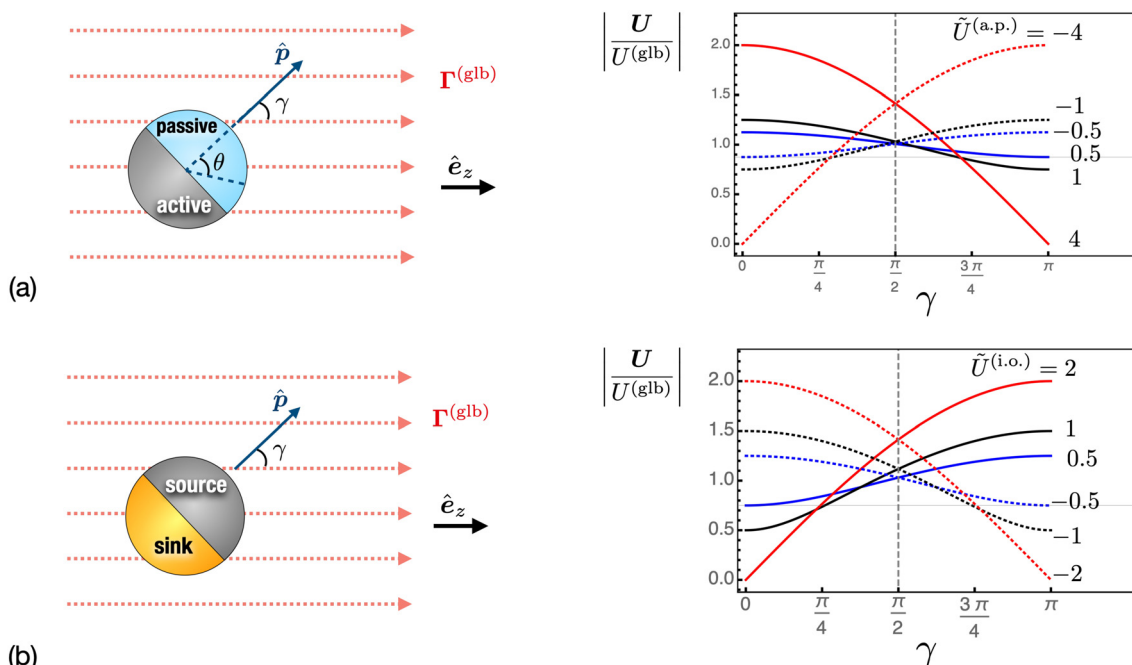 p̂
Γ^(glb)
γ
passive
θ
active
ê_z
(a)
|U / U^(glb)|
Ũ^(a.p.) = −4
2.0
1.5
1.0
0.5
0.0
−1
−0.5
0.5
1
4
0 π/4 π/2 3π/4 π
γ
p̂
Γ^(glb)
γ
source
sink
ê_z
(b)
|U / U^(glb)|
Ũ^(i.o.) = 2
2.0
1.5
1.0
0.5
0.0
1
0.5
−0.5
−1
−2
0 π/4 π/2 3π/4 π
γ